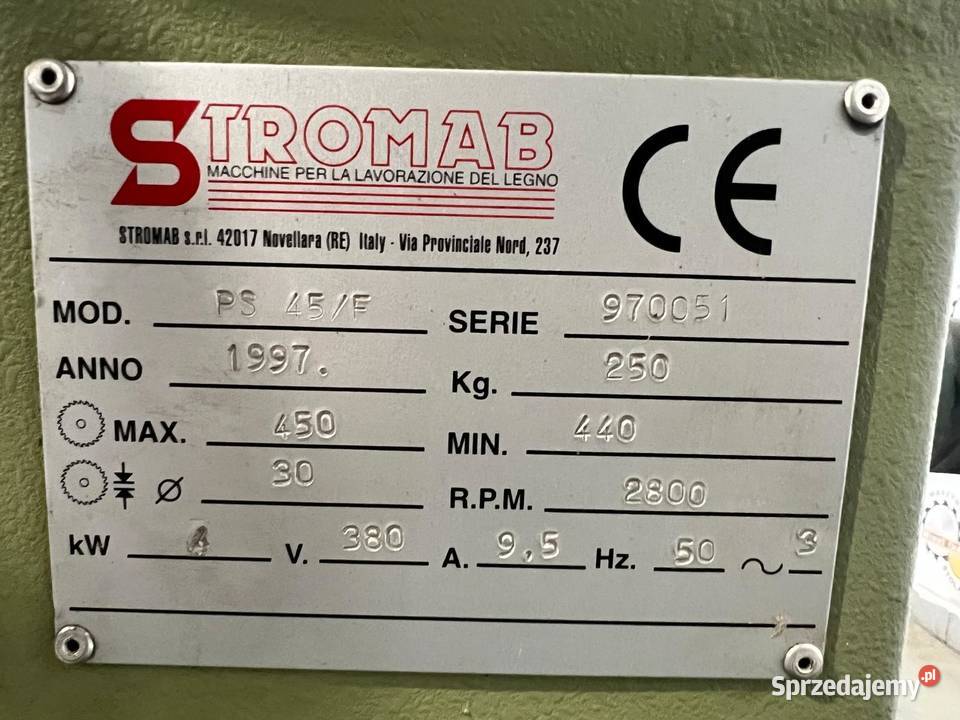 STROMAB
MACCHINE PER LA LAVORAZIONE DEL LEGNO
STROMAB s.r.l. 42017 Novellara (RE) Italy - Via Provinciale Nord, 237
CE
MOD. PS 45/F SERIE 970051
ANNO 1997. Kg. 250
MAX. 450 MIN. 440
Ø 30 R.P.M. 2800
kW 4 V. 380 A. 9,5 Hz. 50 ~ 3
Sprzedajemy.pl